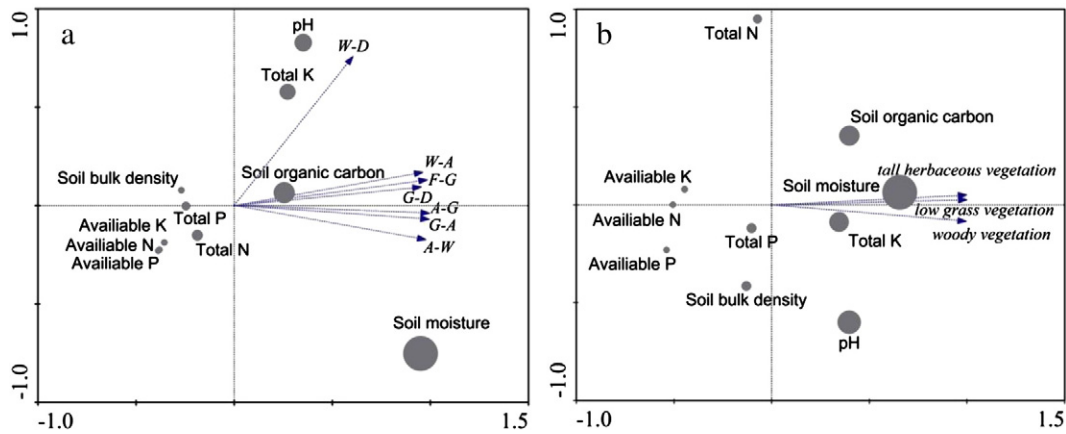 1.0
a
pH
W-D
Total K
Soil organic carbon
W-A
F-G
G-D
A-G
G-A
A-W
Soil bulk density
Total P
Availiable K
Availiable N
Total N
Availiable P
Soil moisture
-1.0
-1.0
1.5
1.0
b
Total N
Soil organic carbon
tall herbaceous vegetation
Soil moisture
Availiable K
low grass vegetation
Availiable N
woody vegetation
Total P
Total K
Availiable P
Soil bulk density
pH
-1.0
-1.0
1.5